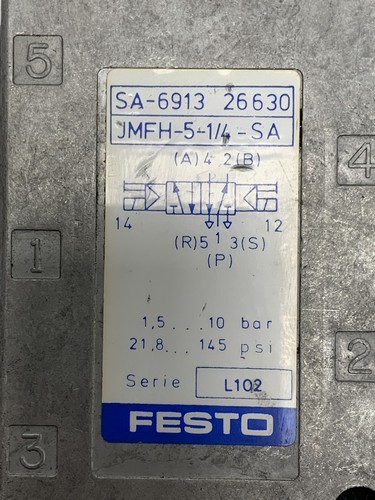 5
SA-6913 26630
JMFH-5-1/4-SA
(A) 4 2 (B)
4
14 12
(R) 5 1 3 (S)
(P)
1
1,5...10 bar
21,8...145 psi
2
Serie L102
FESTO
3